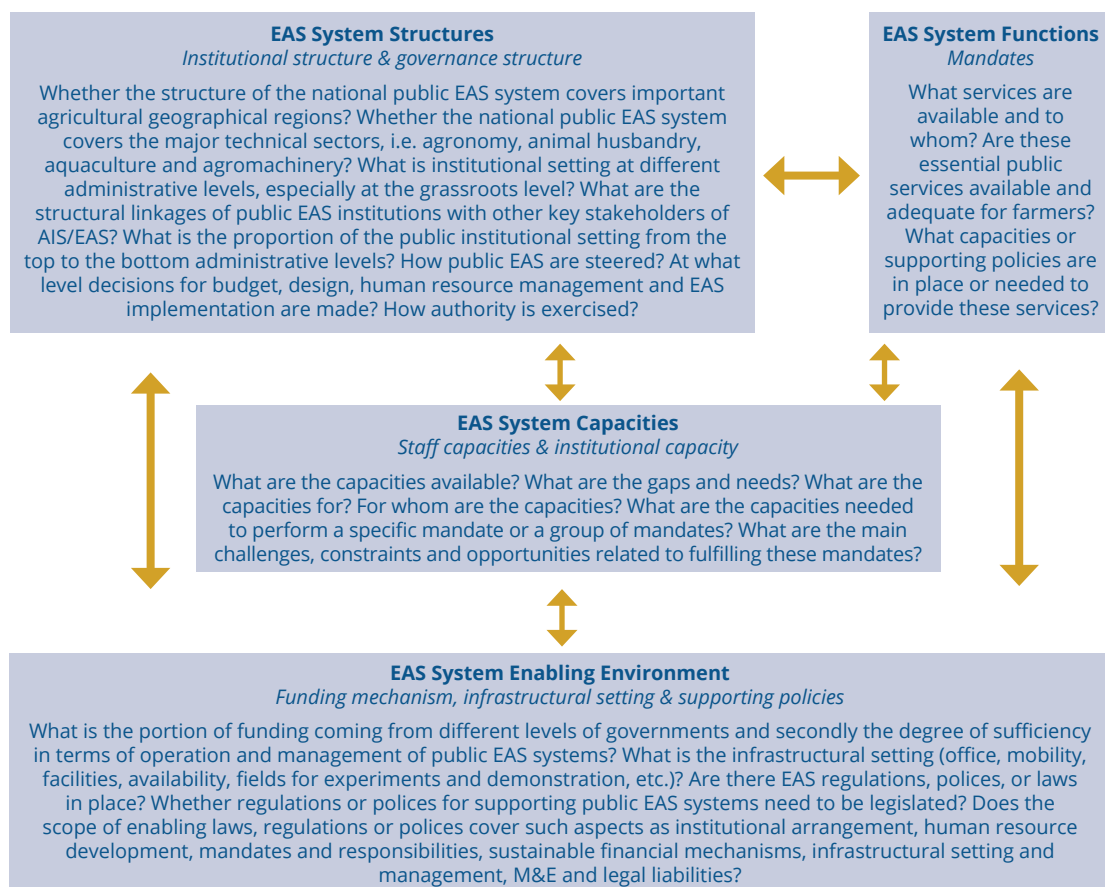 EAS System Structures
Institutional structure & governance structure
Whether the structure of the national public EAS system covers important
agricultural geographical regions? Whether the national public EAS system
covers the major technical sectors, i.e. agronomy, animal husbandry,
aquaculture and agromachinery? What is institutional setting at different
administrative levels, especially at the grassroots level? What are the
structural linkages of public EAS institutions with other key stakeholders of
AIS/EAS? What is the proportion of the public institutional setting from the
top to the bottom administrative levels? How public EAS are steered? At what
level decisions for budget, design, human resource management and EAS
implementation are made? How authority is exercised?
EAS System Functions
Mandates
What services are
available and to
whom? Are these
essential public
services available and
adequate for farmers?
What capacities or
supporting policies are
in place or needed to
provide these services?
EAS System Capacities
Staff capacities & institutional capacity
What are the capacities available? What are the gaps and needs? What are the
capacities for? For whom are the capacities? What are the capacities needed
to perform a specific mandate or a group of mandates? What are the main
challenges, constraints and opportunities related to fulfilling these mandates?
EAS System Enabling Environment
Funding mechanism, infrastructural setting & supporting policies
What is the portion of funding coming from different levels of governments and secondly the degree of sufficiency
in terms of operation and management of public EAS systems? What is the infrastructural setting (office, mobility,
facilities, availability, fields for experiments and demonstration, etc.)? Are there EAS regulations, polices, or laws
in place? Whether regulations or polices for supporting public EAS systems need to be legislated? Does the
scope of enabling laws, regulations or polices cover such aspects as institutional arrangement, human resource
development, mandates and responsibilities, sustainable financial mechanisms, infrastructural setting and
management, M&E and legal liabilities?